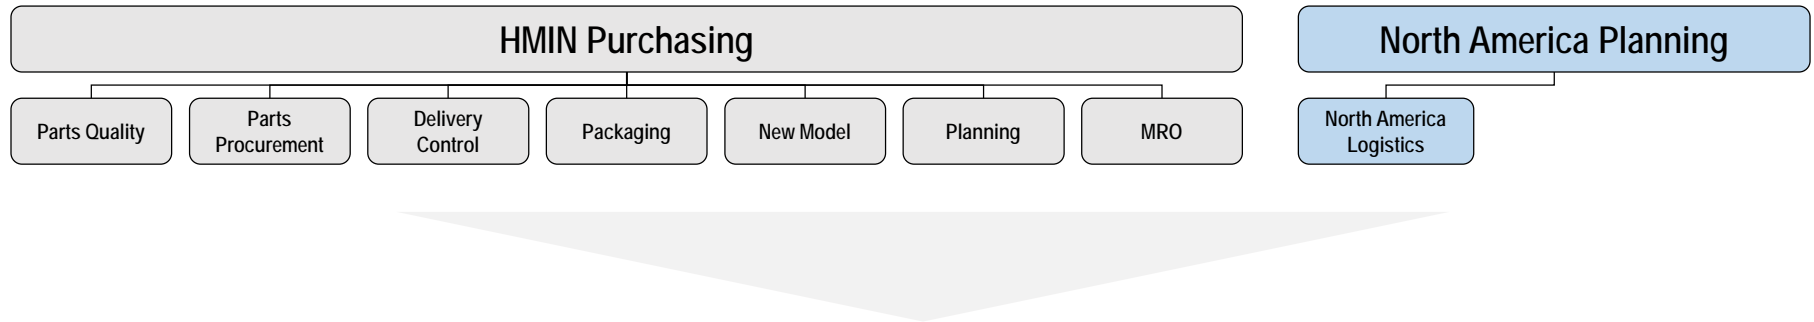 HMIN Purchasing
North America Planning
Parts Quality
Parts
Procurement
Delivery
Control
Packaging
New Model
Planning
MRO
North America
Logistics